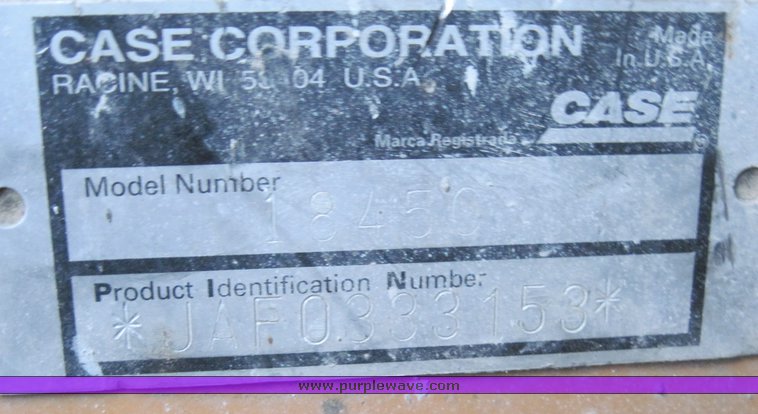 CASE CORPORATION
Made
In U.S.A.
RACINE, WI 53404 U.S.A.
CASE
Marca Registrada
Model Number
1845C
Product Identification Number
*JAF0333153*
www.purplewave.com